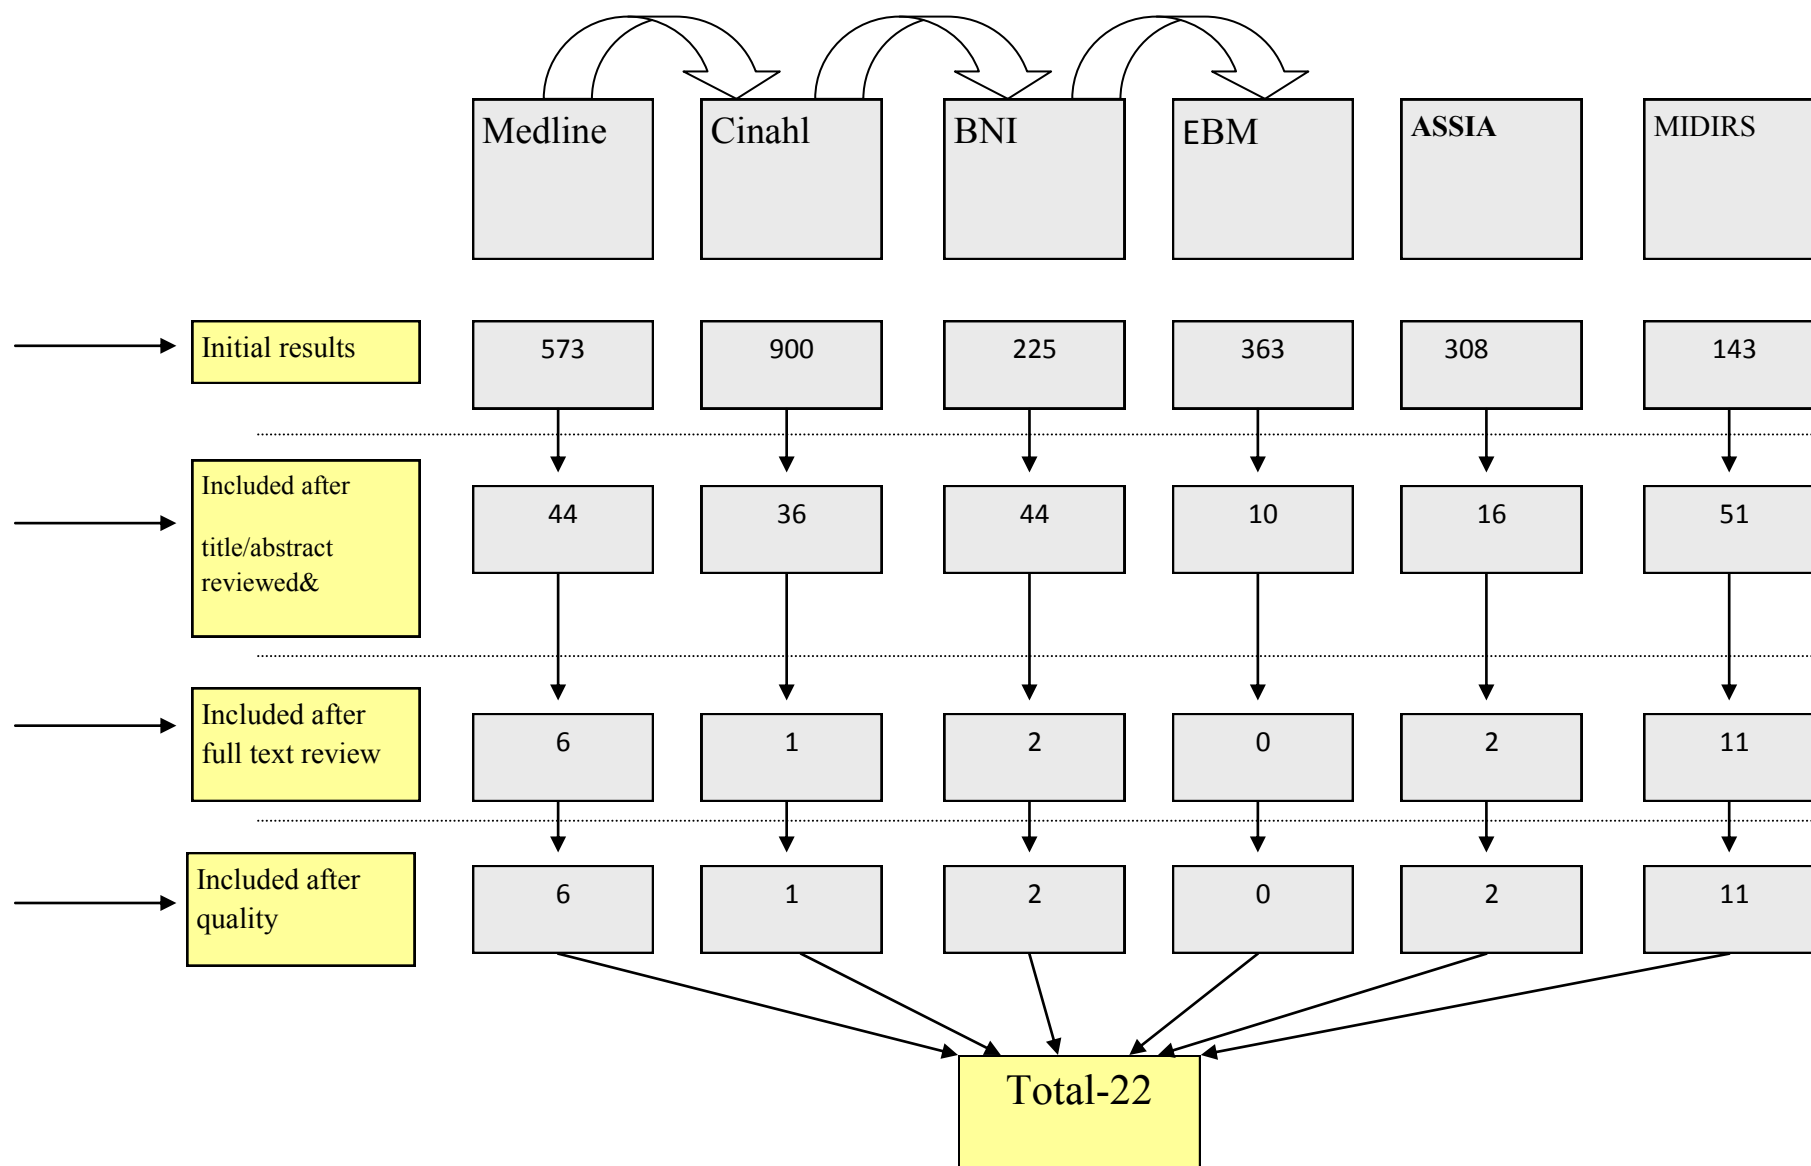 Medline
Cinahl
BNI
EBM
ASSIA
MIDIRS
Initial results
573
900
225
363
308
143
Included after
title/abstract
reviewed&
44
36
44
10
16
51
Included after
full text review
6
1
2
0
2
11
Included after
quality
6
1
2
0
2
11
Total-22